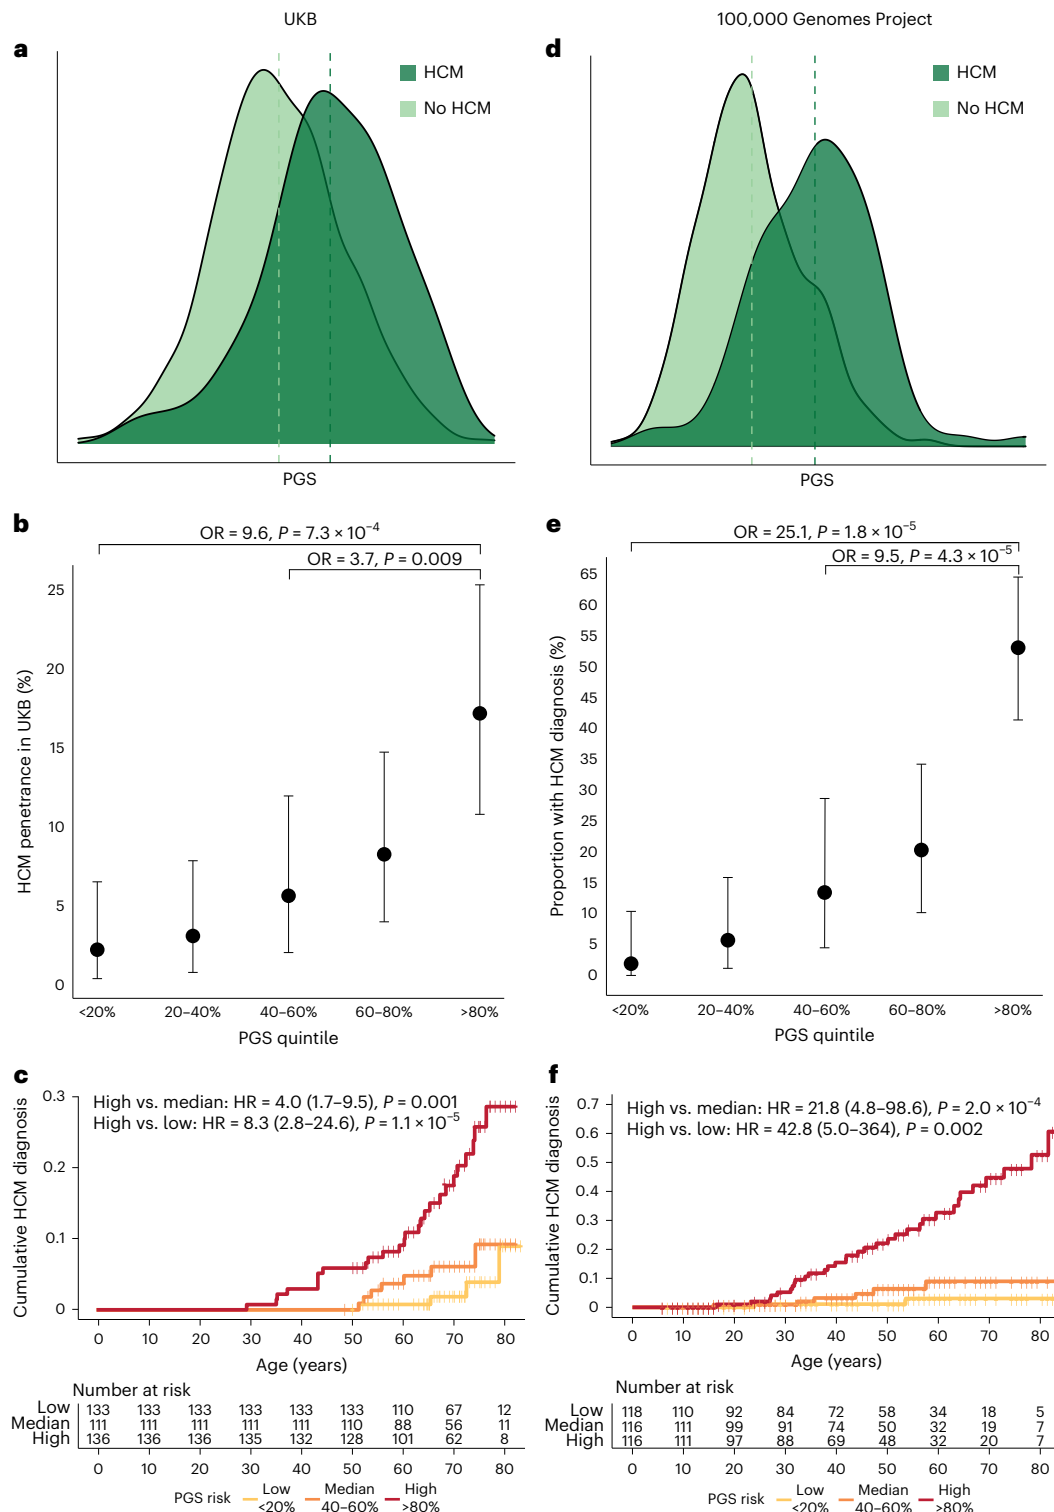 UKB
a
HCM
No HCM
PGS
b
OR = 9.6, P = 7.3 × 10⁻⁴
OR = 3.7, P = 0.009
HCM penetrance in UKB (%)
25
20
15
10
5
0
<20%
20–40%
40–60%
60–80%
>80%
PGS quintile
c
High vs. median: HR = 4.0 (1.7–9.5), P = 0.001
High vs. low: HR = 8.3 (2.8–24.6), P = 1.1 × 10⁻⁵
Cumulative HCM diagnosis
0.3
0.2
0.1
0
0 10 20 30 40 50 60 70 80
Age (years)
Number at risk
Low 133 133 133 133 133 133 110 67 12
Median 111 111 111 111 111 110 88 56 11
High 136 136 136 135 132 128 101 62 8
0 10 20 30 40 50 60 70 80
PGS risk Low <20% Median 40–60% High >80%
100,000 Genomes Project
d
HCM
No HCM
PGS
e
OR = 25.1, P = 1.8 × 10⁻⁵
OR = 9.5, P = 4.3 × 10⁻⁵
Proportion with HCM diagnosis (%)
65
60
55
50
45
40
35
30
25
20
15
10
5
0
<20%
20–40%
40–60%
60–80%
>80%
PGS quintile
f
High vs. median: HR = 21.8 (4.8–98.6), P = 2.0 × 10⁻⁴
High vs. low: HR = 42.8 (5.0–364), P = 0.002
Cumulative HCM diagnosis
0.7
0.6
0.5
0.4
0.3
0.2
0.1
0
0 10 20 30 40 50 60 70 80
Age (years)
Number at risk
Low 118 110 92 84 72 58 34 18 5
Median 116 111 99 91 74 50 32 19 7
High 116 111 97 88 69 48 32 20 7
0 10 20 30 40 50 60 70 80
PGS risk Low <20% Median 40–60% High >80%